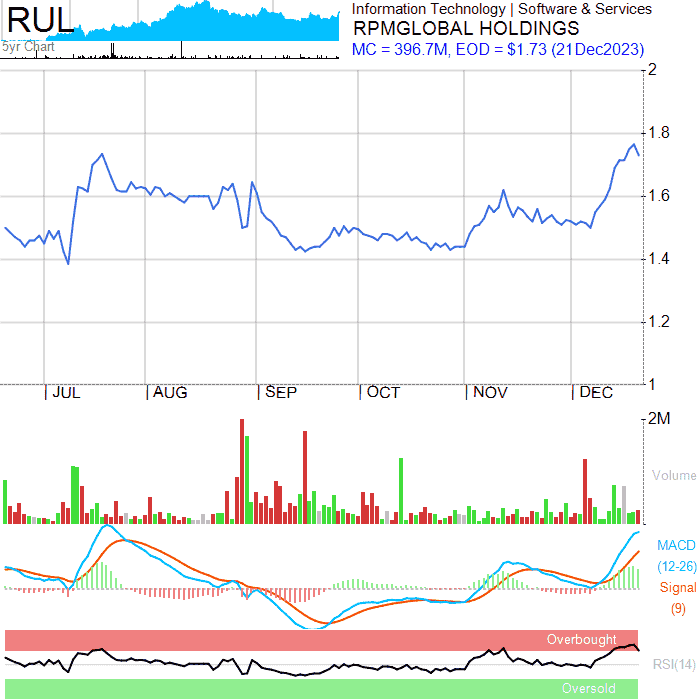 RUL
5yr Chart
Information Technology | Software & Services
RPMGLOBAL HOLDINGS
MC = 396.7M, EOD = $1.73 (21Dec2023)
2
1.8
1.6
1.4
1.2
1
| JUL | AUG | SEP | OCT | NOV | DEC
2M
Volume
MACD
(12-26)
Signal
(9)
Overbought
RSI(14)
Oversold